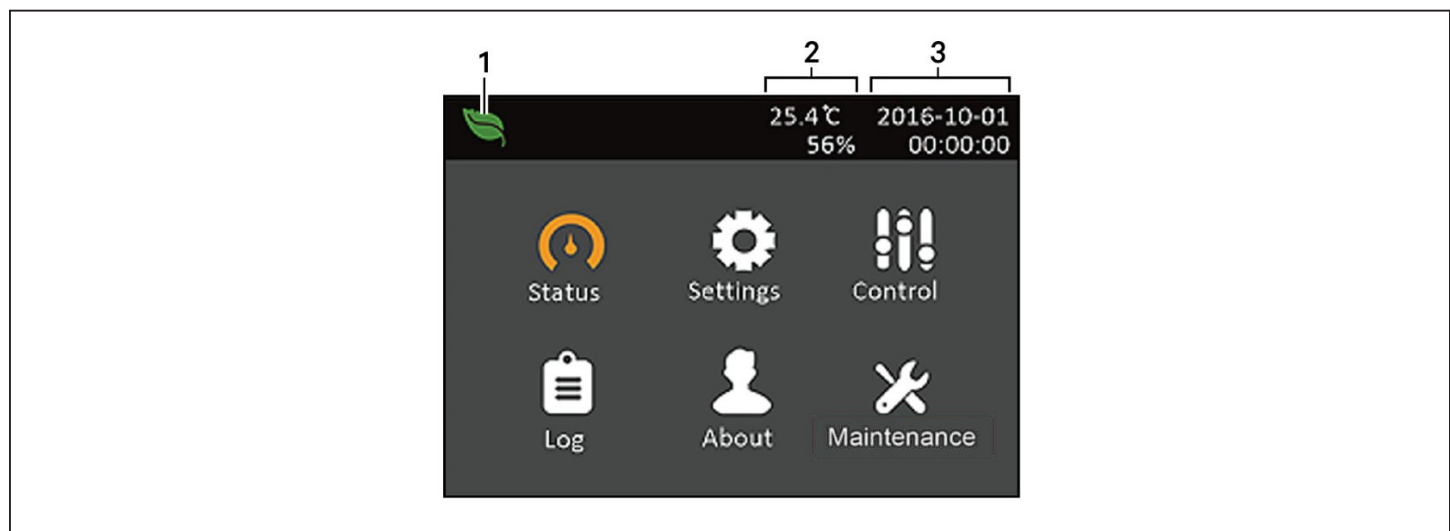 1 2 3
25.4℃ 2016-10-01
56% 00:00:00
Status Settings Control
Log About Maintenance